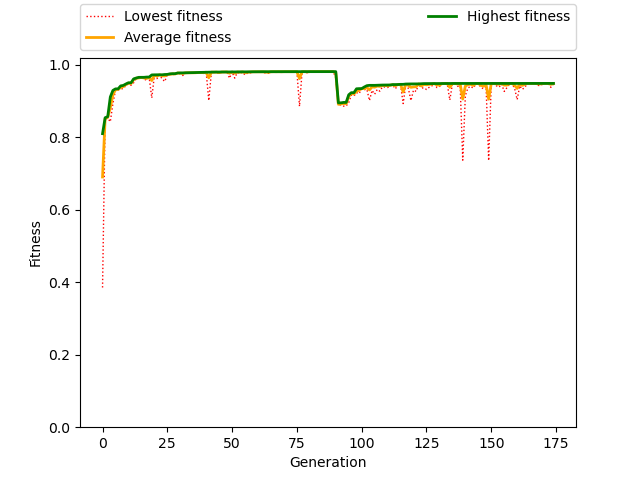 Lowest fitness
Average fitness
Highest fitness
1.0
0.8
0.6
0.4
0.2
0.0
Fitness
0 25 50 75 100 125 150 175
Generation